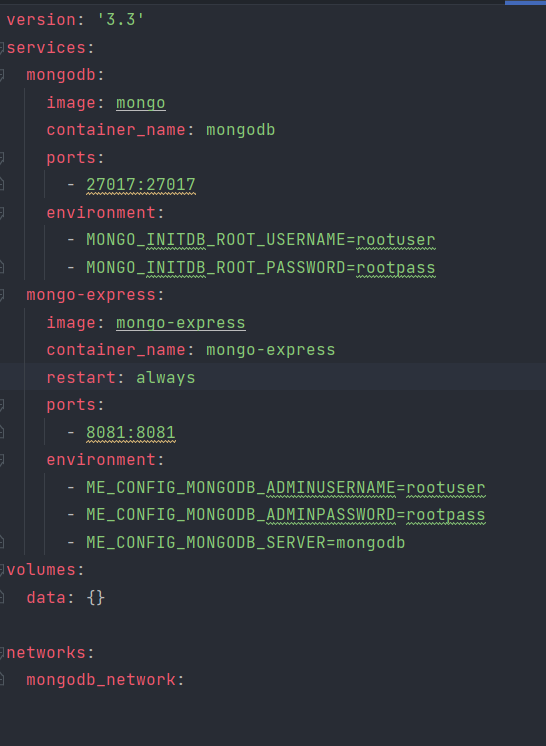 version: '3.3'
services:
  mongodb:
    image: mongo
    container_name: mongodb
    ports:
      - 27017:27017
    environment:
      - MONGO_INITDB_ROOT_USERNAME=rootuser
      - MONGO_INITDB_ROOT_PASSWORD=rootpass
  mongo-express:
    image: mongo-express
    container_name: mongo-express
    restart: always
    ports:
      - 8081:8081
    environment:
      - ME_CONFIG_MONGODB_ADMINUSERNAME=rootuser
      - ME_CONFIG_MONGODB_ADMINPASSWORD=rootpass
      - ME_CONFIG_MONGODB_SERVER=mongodb
volumes:
  data: {}

networks:
  mongodb_network: